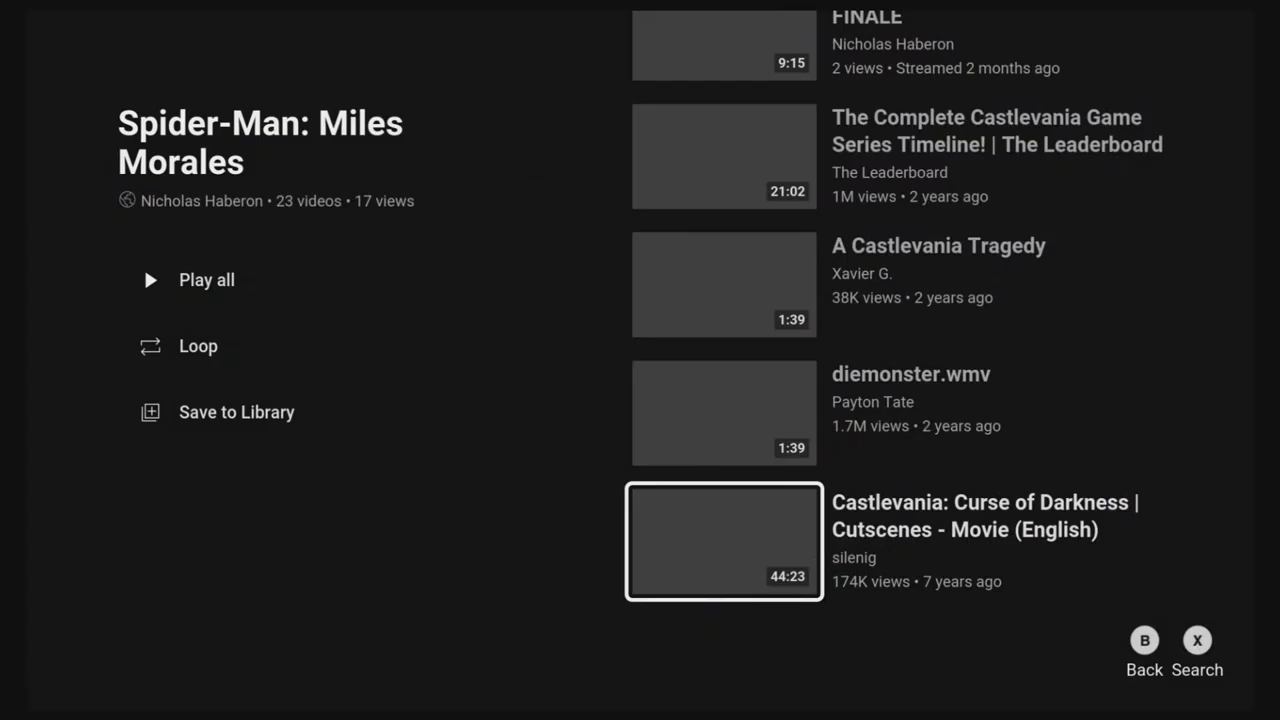 Spider-Man: Miles
Morales
Nicholas Haberon • 23 videos • 17 views
Play all
Loop
Save to Library
FINALE
Nicholas Haberon
2 views • Streamed 2 months ago
9:15
The Complete Castlevania Game
Series Timeline! | The Leaderboard
The Leaderboard
1M views • 2 years ago
21:02
A Castlevania Tragedy
Xavier G.
38K views • 2 years ago
1:39
diemonster.wmv
Payton Tate
1.7M views • 2 years ago
1:39
Castlevania: Curse of Darkness |
Cutscenes - Movie (English)
silenig
174K views • 7 years ago
44:23
B X
Back Search